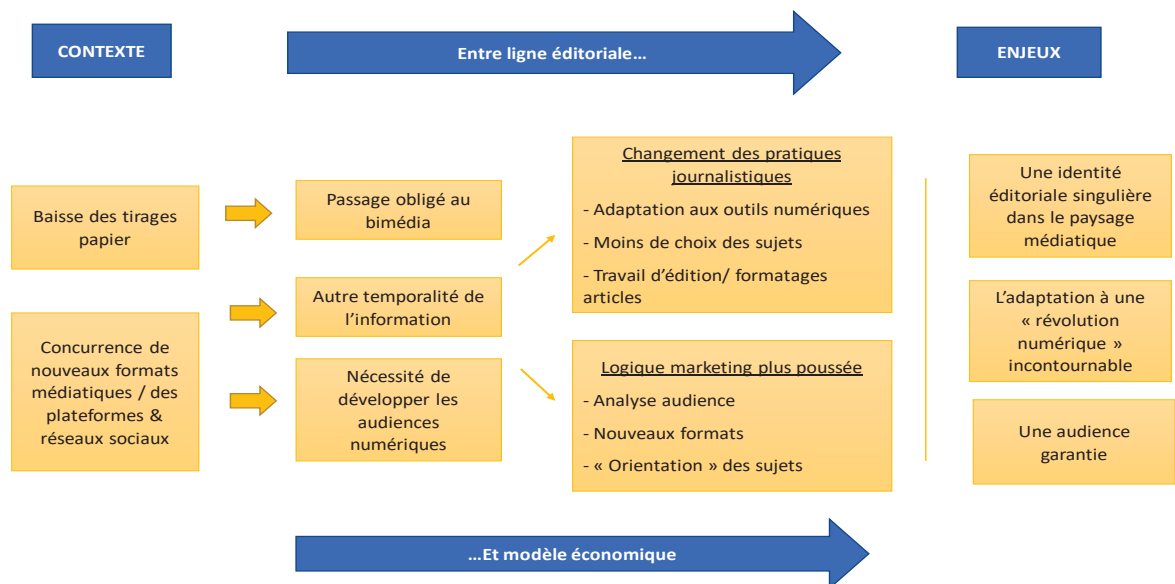 CONTEXTE
Entre ligne éditoriale…
ENJEUX
Baisse des tirages
papier
Concurrence de
nouveaux formats
médiatiques / des
plateformes &
réseaux sociaux
Passage obligé au
bimédia
Autre temporalité de
l’information
Nécessité de
développer les
audiences
numériques
Changement des pratiques
journalistiques
- Adaptation aux outils numériques
- Moins de choix des sujets
- Travail d’édition/ formatages
articles
Logique marketing plus poussée
- Analyse audience
- Nouveaux formats
- « Orientation » des sujets
Une identité
éditoriale singulière
dans le paysage
médiatique
L’adaptation à une
« révolution
numérique »
incontournable
Une audience
garantie
…Et modèle économique